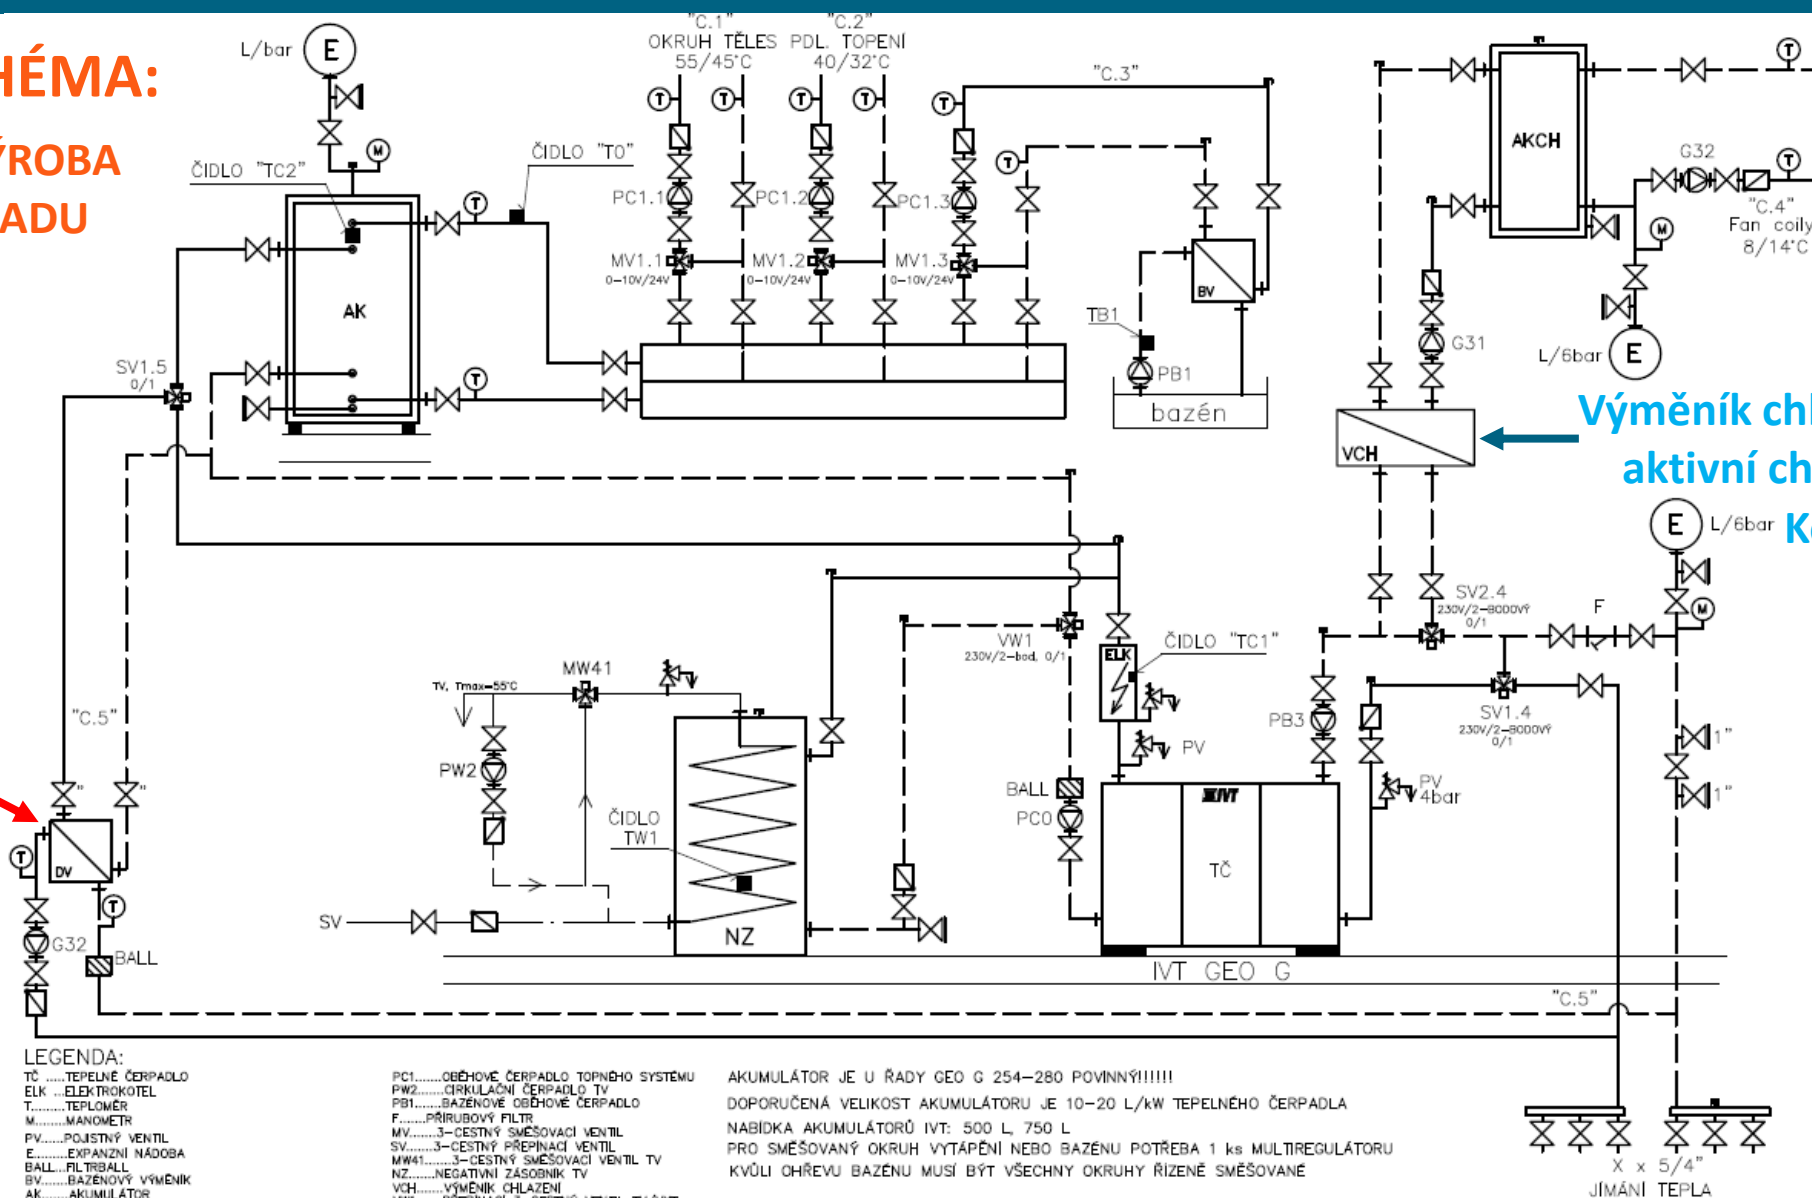 HÉMA:
ÝROBA
ADU
L/bar
E
M
ČIDLO "TC2"
ČIDLO "T0"
T
T
AK
SV1.5
0/1
"C.1"
OKRUH TĚLES
55/45°C
"C.2"
PDL. TOPENÍ
40/32°C
"C.3"
T
T
T
T
T
T
PC1.1
PC1.2
PC1.3
MV1.1
0–10V/24V
MV1.2
0–10V/24V
MV1.3
0–10V/24V
BV
TB1
PB1
bazén
AKCH
T
G32
T
"C.4"
Fan coily
8/14°C
M
G31
L/6bar
E
VCH
Výměník chl
aktivní ch
E
L/6bar
M
SV2.4
230V/2–BODOVÝ
0/1
F
SV1.4
230V/2–BODOVÝ
0/1
1"
1"
VW1
230V/2–bod, 0/1
ELK
ČIDLO "TC1"
PV
PB3
PV
4bar
BALL
PC0
IVT
TČ
IVT GEO G
MW41
TV, Tmax–55°C
PW2
ČIDLO
TW1
NZ
SV
"C.5"
DV
T
T
G32
BALL
"C.5"
X x 5/4"
JÍMÁNÍ TEPLA
LEGENDA:
TČ .....TEPELNÉ ČERPADLO
ELK ...ELEKTROKOTEL
T.........TEPLOMĚR
M........MANOMETR
PV......POJISTNÝ VENTIL
E.........EXPANZNÍ NÁDOBA
BALL...FILTRBALL
BV.......BAZÉNOVÝ VÝMĚNÍK
AK.......AKUMULÁTOR
PC1.......OBĚHOVÉ ČERPADLO TOPNÉHO SYSTÉMU
PW2.......CIRKULAČNÍ ČERPADLO TV
PB1.......BAZÉNOVÉ OBĚHOVÉ ČERPADLO
F.......PŘÍRUBOVÝ FILTR
MV......3–CESTNÝ SMĚŠOVACÍ VENTIL
SV.......3–CESTNÝ PŘEPÍNACÍ VENTIL
MW41......3–CESTNÝ SMĚŠOVACÍ VENTIL TV
NZ.......NEGATIVNÍ ZÁSOBNÍK TV
VCH.......VÝMĚNÍK CHLAZENÍ
AKUMULÁTOR JE U ŘADY GEO G 254–280 POVINNÝ!!!!!!
DOPORUČENÁ VELIKOST AKUMULÁTORU JE 10–20 L/kW TEPELNÉHO ČERPADLA
NABÍDKA AKUMULÁTORŮ IVT: 500 L, 750 L
PRO SMĚŠOVANÝ OKRUH VYTÁPĚNÍ NEBO BAZÉNU POTŘEBA 1 ks MULTIREGULÁTORU
KVŮLI OHŘEVU BAZÉNU MUSÍ BÝT VŠECHNY OKRUHY ŘÍZENĚ SMĚŠOVANÉ